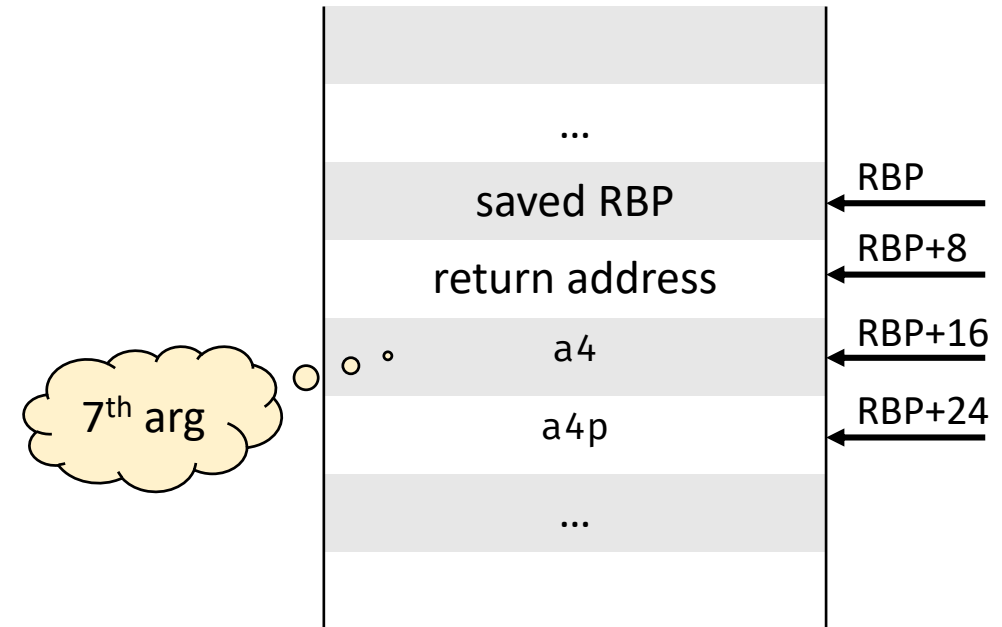 ...
saved RBP
RBP
return address
RBP+8
a4
RBP+16
7th arg
a4p
RBP+24
...